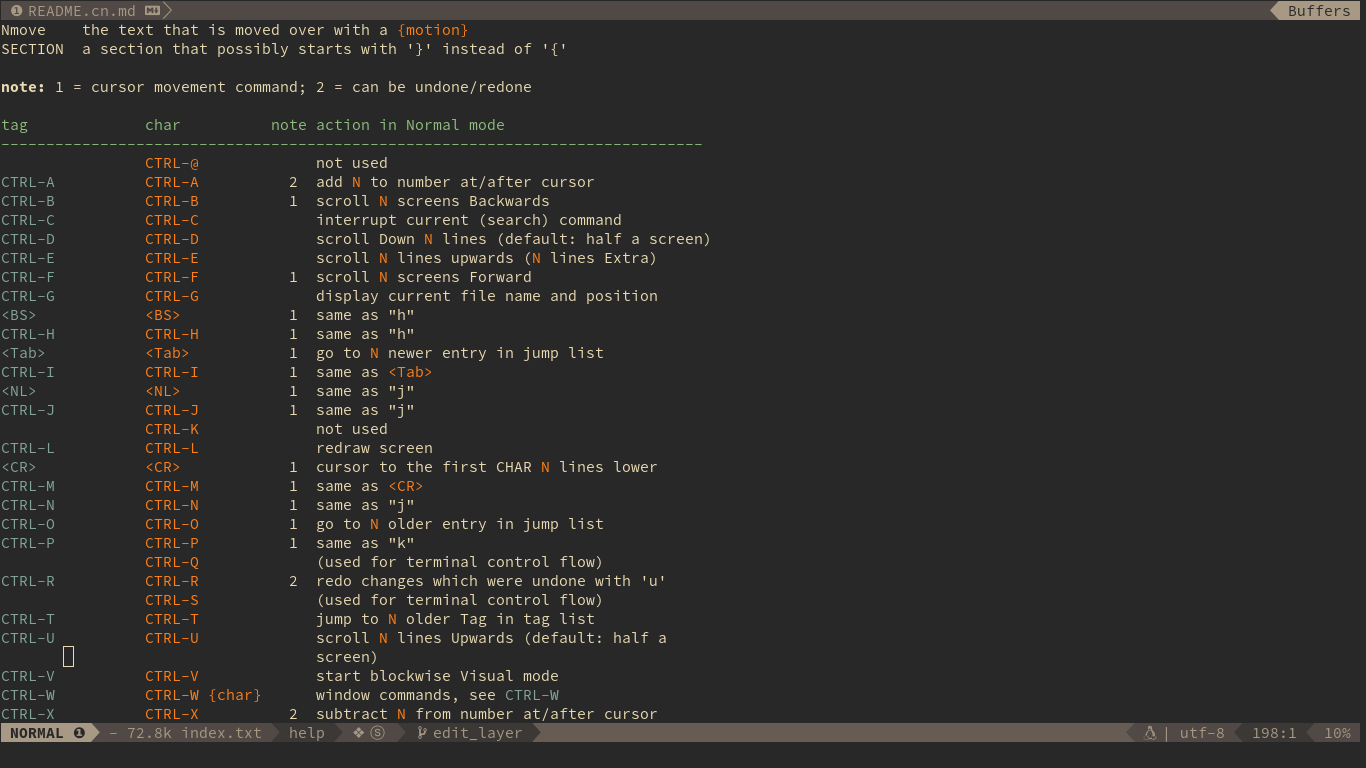 ❶ README.cn.md Buffers
Nmove    the text that is moved over with a {motion}
SECTION  a section that possibly starts with '}' instead of '{'
note: 1 = cursor movement command; 2 = can be undone/redone
tag             char          note action in Normal mode
------------------------------------------------------------------------------
                CTRL-@             not used
CTRL-A          CTRL-A          2  add N to number at/after cursor
CTRL-B          CTRL-B          1  scroll N screens Backwards
CTRL-C          CTRL-C             interrupt current (search) command
CTRL-D          CTRL-D             scroll Down N lines (default: half a screen)
CTRL-E          CTRL-E             scroll N lines upwards (N lines Extra)
CTRL-F          CTRL-F          1  scroll N screens Forward
CTRL-G          CTRL-G             display current file name and position
<BS>            <BS>            1  same as "h"
CTRL-H          CTRL-H          1  same as "h"
<Tab>           <Tab>           1  go to N newer entry in jump list
CTRL-I          CTRL-I          1  same as <Tab>
<NL>            <NL>            1  same as "j"
CTRL-J          CTRL-J          1  same as "j"
                CTRL-K             not used
CTRL-L          CTRL-L             redraw screen
<CR>            <CR>            1  cursor to the first CHAR N lines lower
CTRL-M          CTRL-M          1  same as <CR>
CTRL-N          CTRL-N          1  same as "j"
CTRL-O          CTRL-O          1  go to N older entry in jump list
CTRL-P          CTRL-P          1  same as "k"
                CTRL-Q             (used for terminal control flow)
CTRL-R          CTRL-R          2  redo changes which were undone with 'u'
                CTRL-S             (used for terminal control flow)
CTRL-T          CTRL-T             jump to N older Tag in tag list
CTRL-U          CTRL-U             scroll N lines Upwards (default: half a
                                   screen)
CTRL-V          CTRL-V             start blockwise Visual mode
CTRL-W          CTRL-W {char}      window commands, see CTRL-W
CTRL-X          CTRL-X          2  subtract N from number at/after cursor
NORMAL ❶ - 72.8k index.txt help ❖ Ⓢ edit_layer | utf-8 198:1 10%